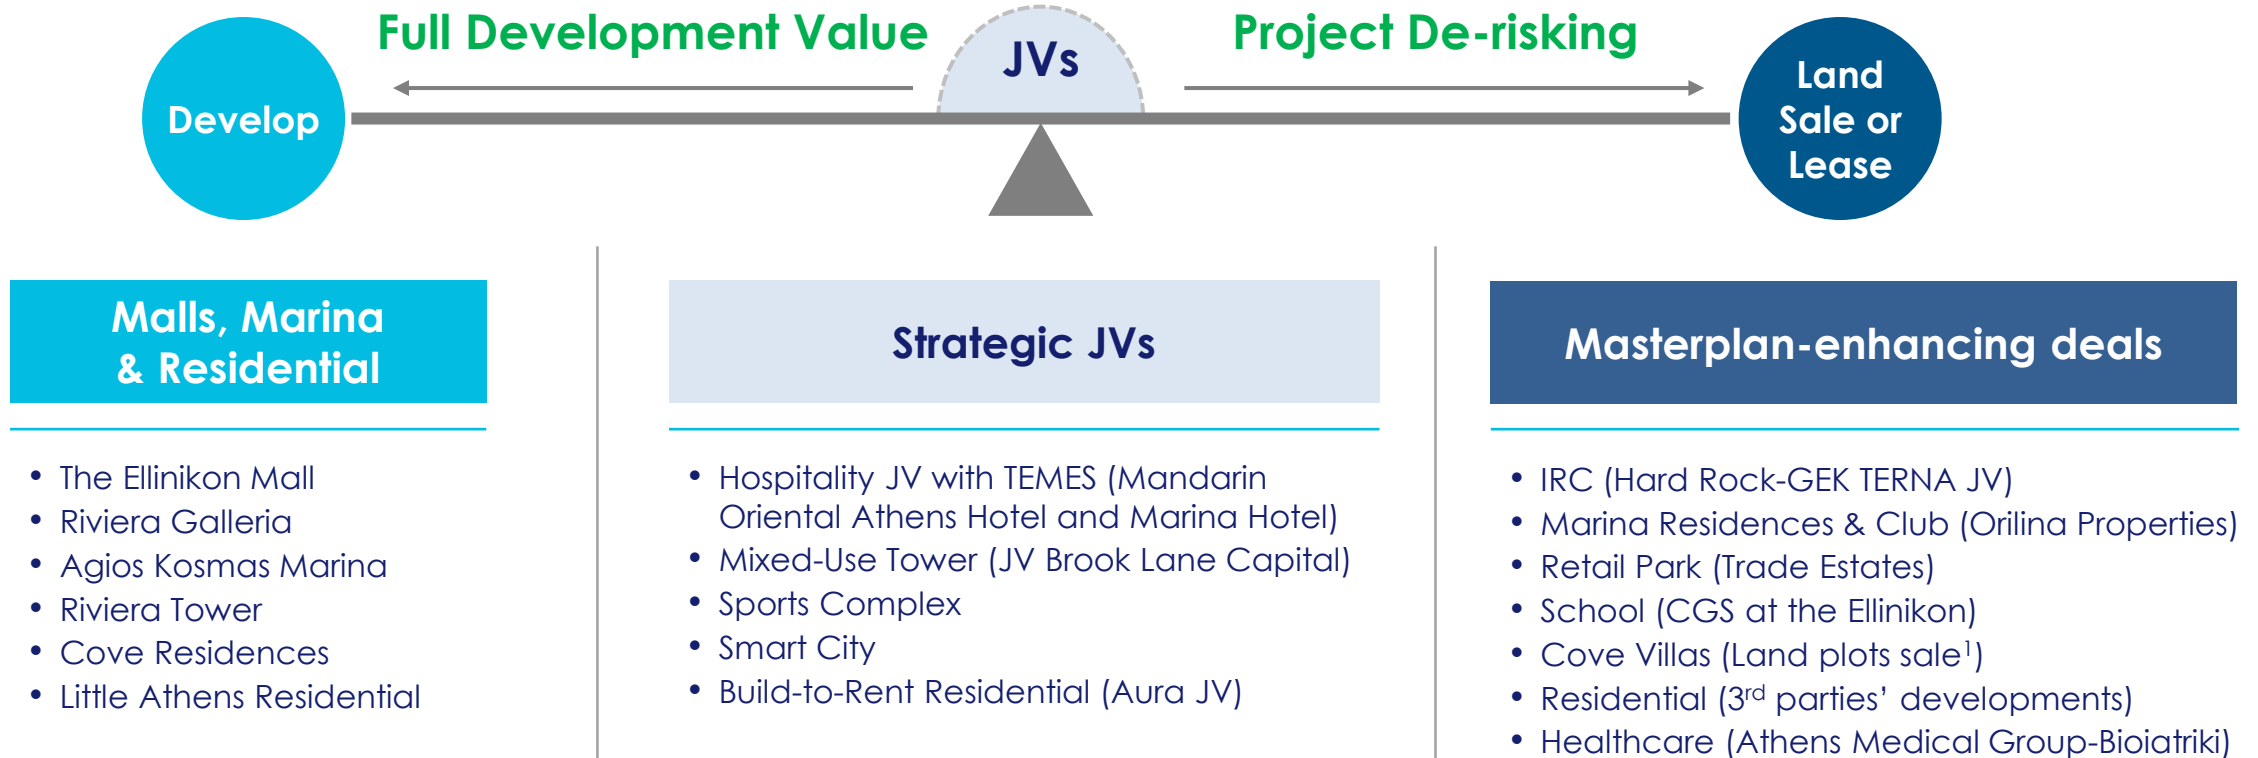 Full Development Value
JVs
Project De-risking
Develop
Land
Sale or
Lease
Malls, Marina
& Residential
• The Ellinikon Mall
• Riviera Galleria
• Agios Kosmas Marina
• Riviera Tower
• Cove Residences
• Little Athens Residential
Strategic JVs
• Hospitality JV with TEMES (Mandarin
Oriental Athens Hotel and Marina Hotel)
• Mixed-Use Tower (JV Brook Lane Capital)
• Sports Complex
• Smart City
• Build-to-Rent Residential (Aura JV)
Masterplan-enhancing deals
• IRC (Hard Rock-GEK TERNA JV)
• Marina Residences & Club (Orilina Properties)
• Retail Park (Trade Estates)
• School (CGS at the Ellinikon)
• Cove Villas (Land plots sale¹)
• Residential (3rd parties’ developments)
• Healthcare (Athens Medical Group-Bioiatriki)